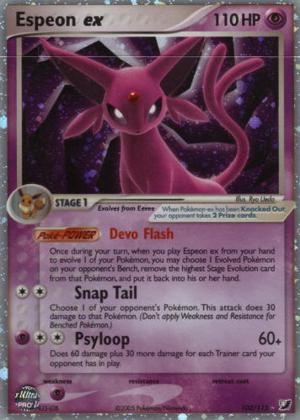 Espeon ex 110 HP
Illus. Ryo Ueda
STAGE 1
Evolves from Eevee
When Pokémon-ex has been Knocked Out,
your opponent takes 2 Prize cards.
Poké-POWER Devo Flash
Once during your turn, when you play Espeon ex from your hand
to evolve 1 of your Pokémon, you may choose 1 Evolved Pokémon
on your opponent's Bench, remove the highest Stage Evolution card
from that Pokémon, and put it back into his or her hand.
Snap Tail
Choose 1 of your opponent's Pokémon. This attack does 30
damage to that Pokémon. (Don't apply Weakness and Resistance for
Benched Pokémon.)
Psyloop 60+
Does 60 damage plus 30 more damage for each Trainer card your
opponent has in play.
weakness resistance retreat cost
Ultra
PRO
©2005 Pokémon/Nintendo
102/115